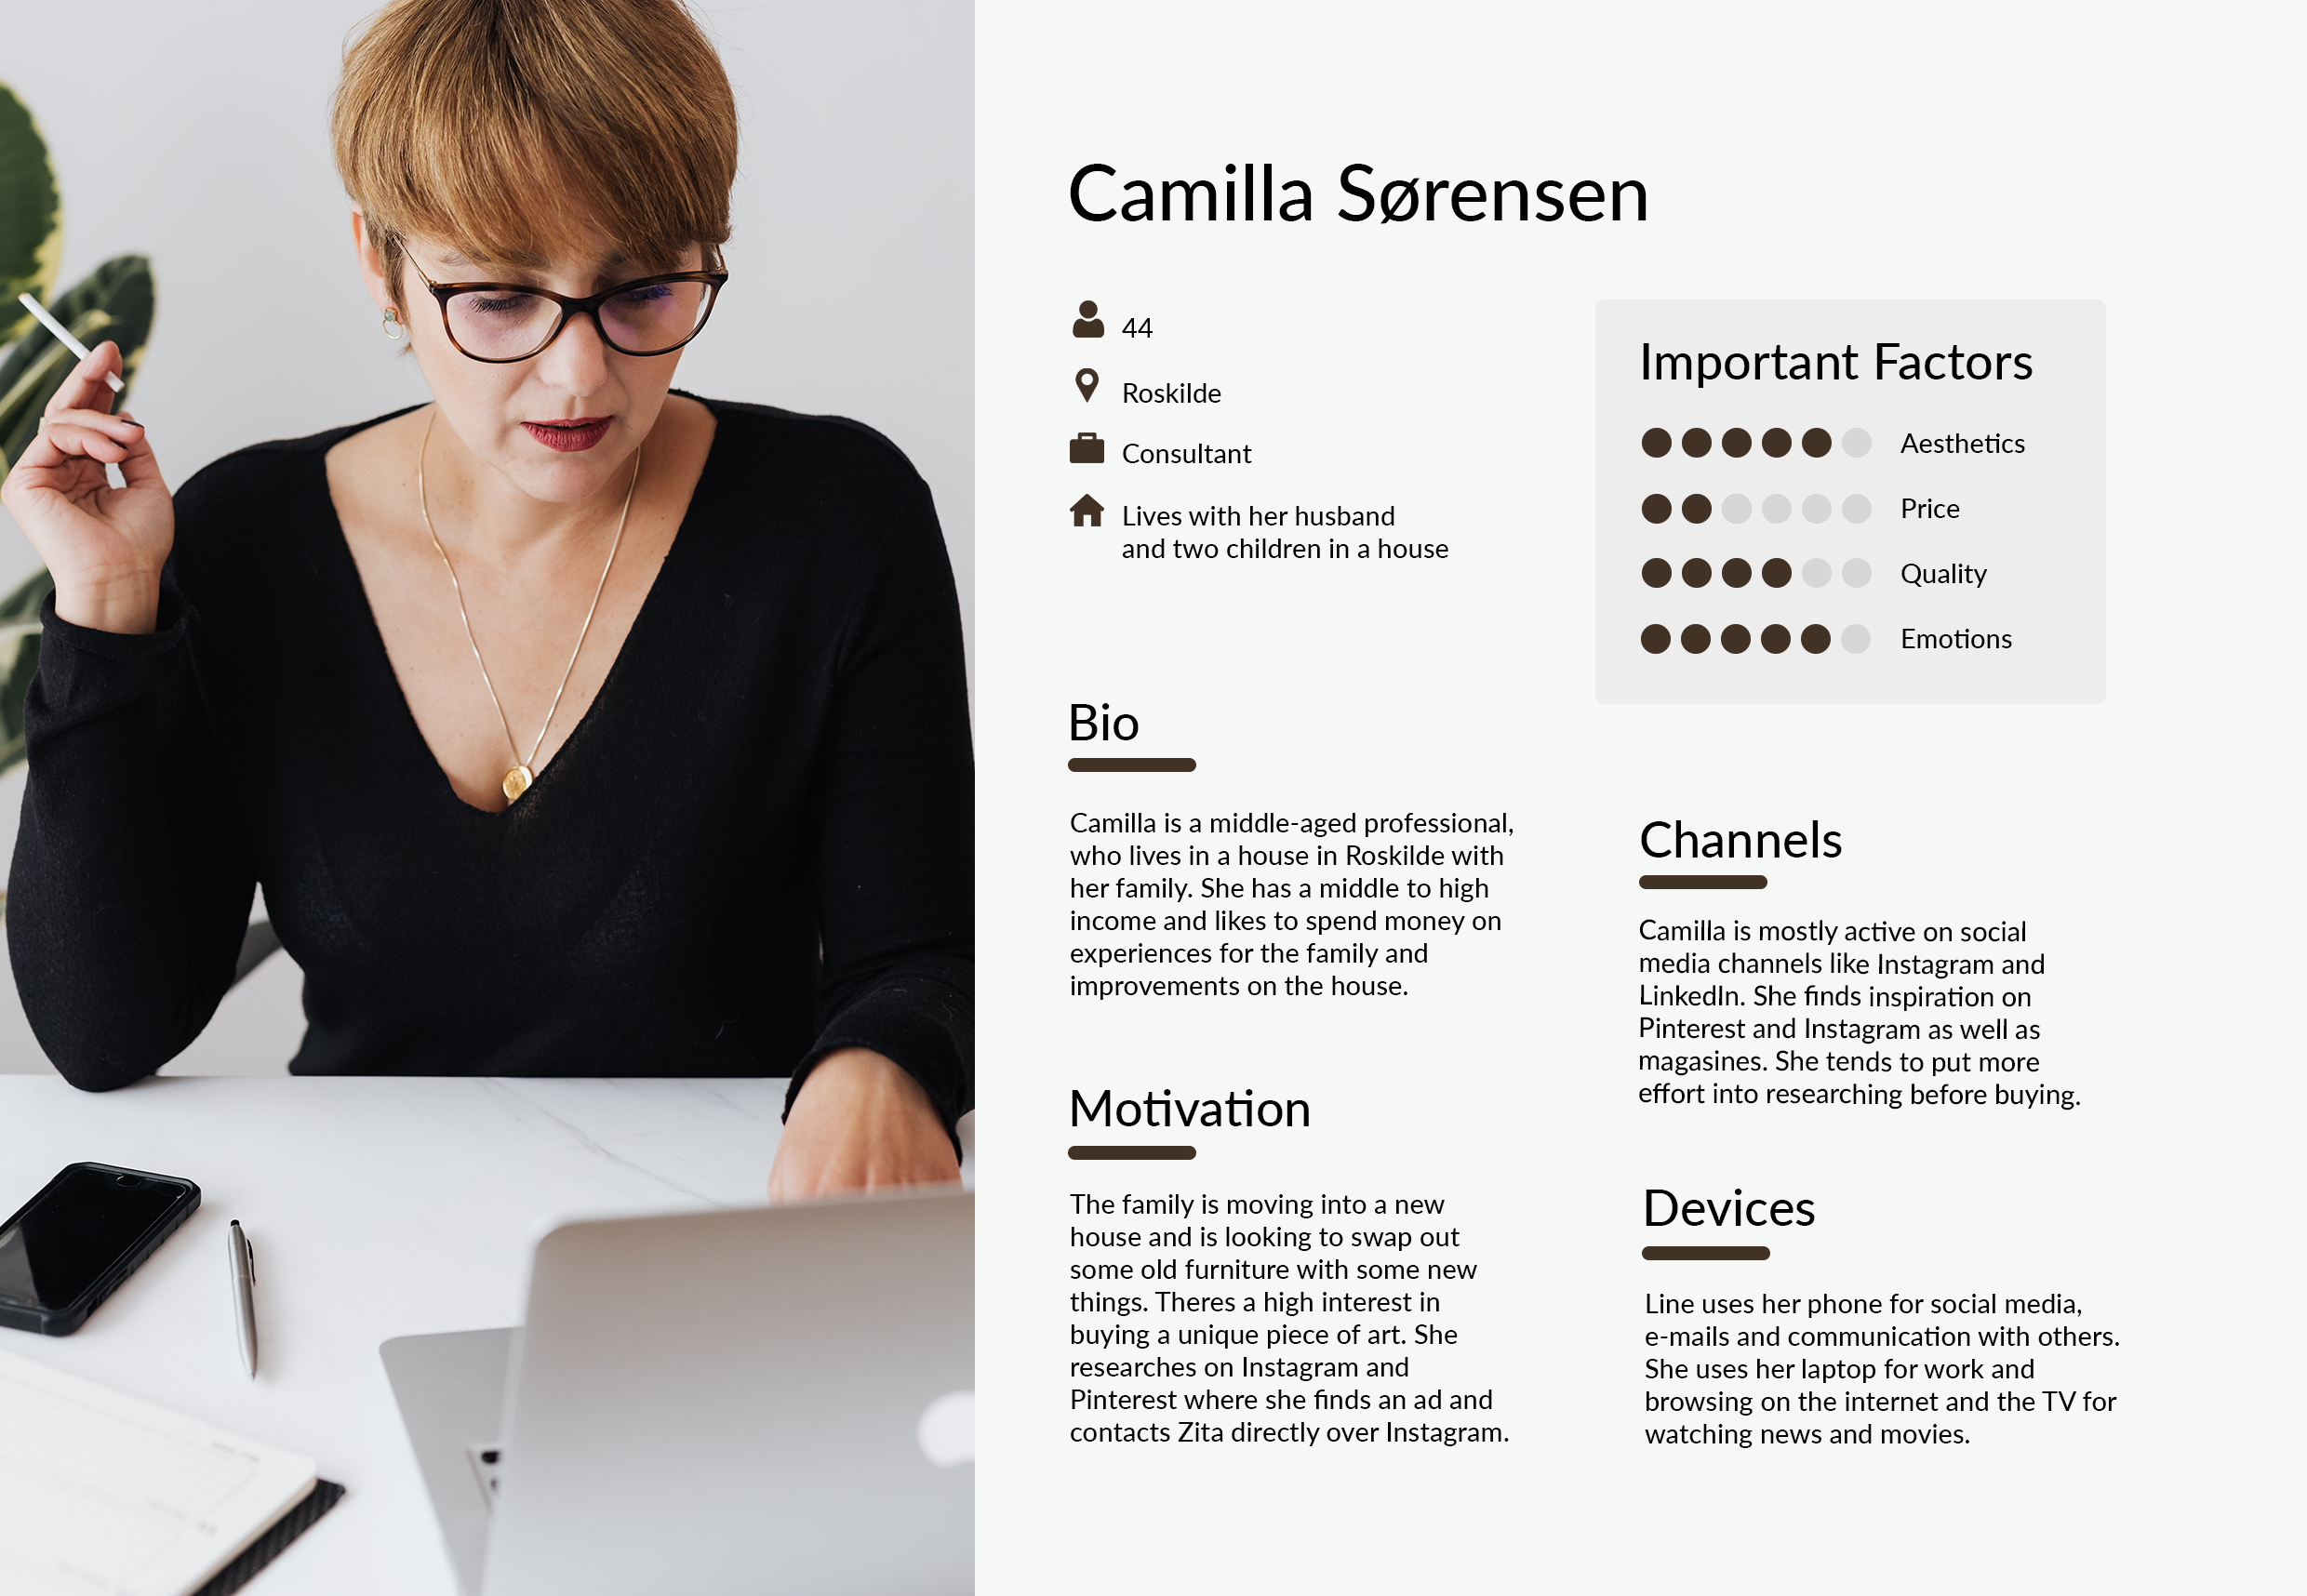 Camilla Sørensen
44
Roskilde
Consultant
Lives with her husband
and two children in a house
Important Factors
Aesthetics
Price
Quality
Emotions
Bio
Camilla is a middle-aged professional,
who lives in a house in Roskilde with
her family. She has a middle to high
income and likes to spend money on
experiences for the family and
improvements on the house.
Motivation
The family is moving into a new
house and is looking to swap out
some old furniture with some new
things. Theres a high interest in
buying a unique piece of art. She
researches on Instagram and
Pinterest where she finds an ad and
contacts Zita directly over Instagram.
Channels
Camilla is mostly active on social
media channels like Instagram and
LinkedIn. She finds inspiration on
Pinterest and Instagram as well as
magasines. She tends to put more
effort into researching before buying.
Devices
Line uses her phone for social media,
e-mails and communication with others.
She uses her laptop for work and
browsing on the internet and the TV for
watching news and movies.